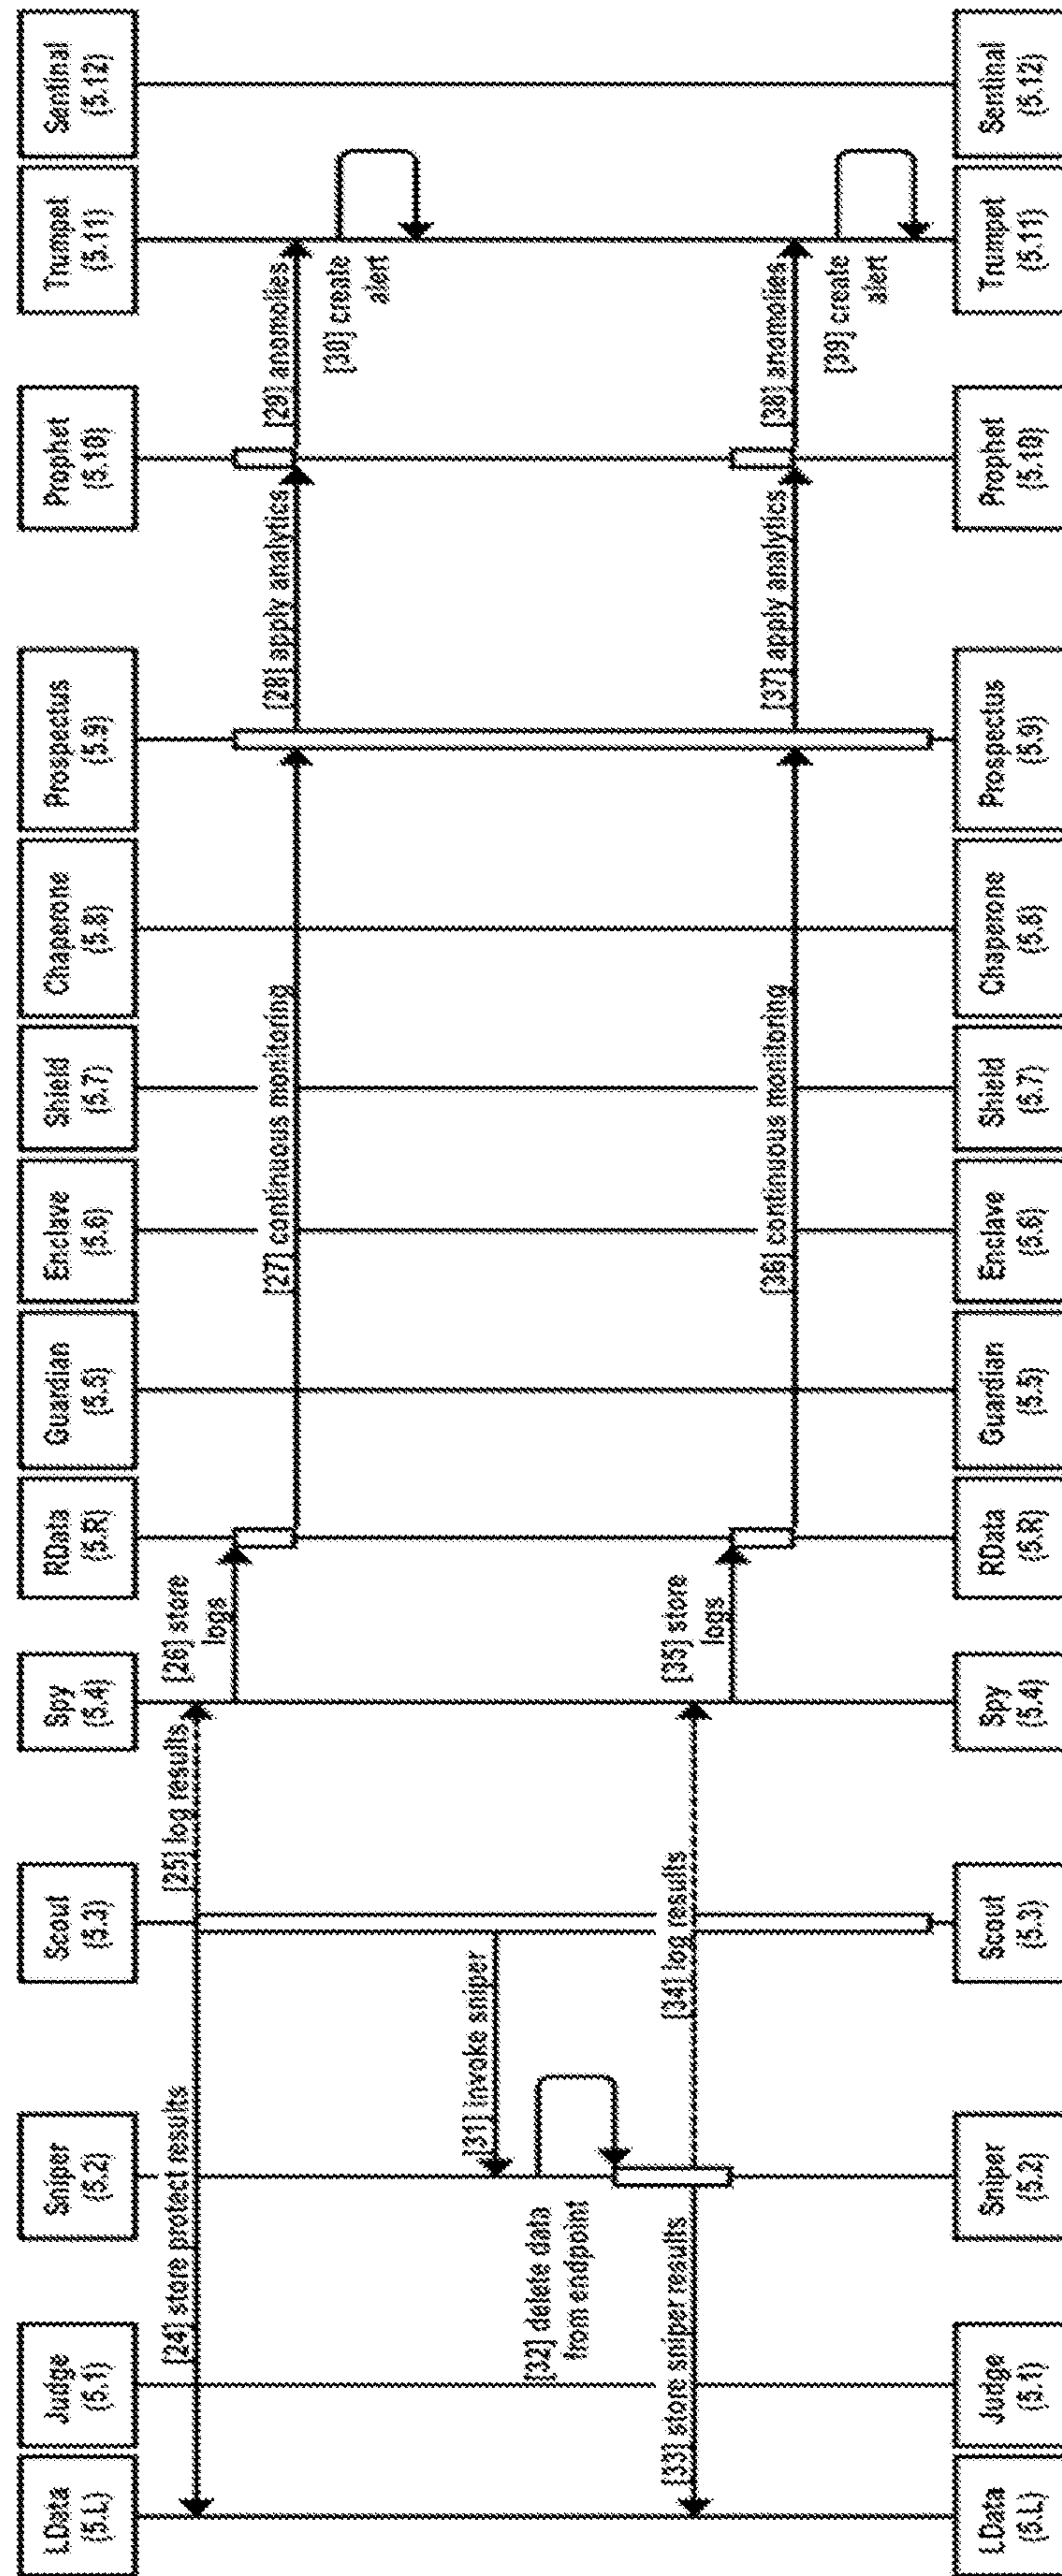 LData
(5.L)
Judge
(5.1)
Sniper
(5.2)
Scout
(5.3)
Spy
(5.4)
RData
(5.R)
Guardian
(5.5)
Enclave
(5.6)
Shield
(5.7)
Chaperone
(5.8)
Prospectus
(5.9)
Prophet
(5.10)
Trumpet
(5.11)
Sentinal
(5.12)
[24] store protect results
[25] log results
[26] store
logs
[27] continuous monitoring
[28] apply analytics
[29] anomolies
[30] create
alert
[31] invoke sniper
[32] delete data
from endpoint
[33] store sniper results
[34] log results
[35] store
logs
[36] continuous monitoring
[37] apply analytics
[38] anomolies
[39] create
alert
LData
(5.L)
Judge
(5.1)
Sniper
(5.2)
Scout
(5.3)
Spy
(5.4)
RData
(5.R)
Guardian
(5.5)
Enclave
(5.6)
Shield
(5.7)
Chaperone
(5.8)
Prospectus
(5.9)
Prophet
(5.10)
Trumpet
(5.11)
Sentinal
(5.12)